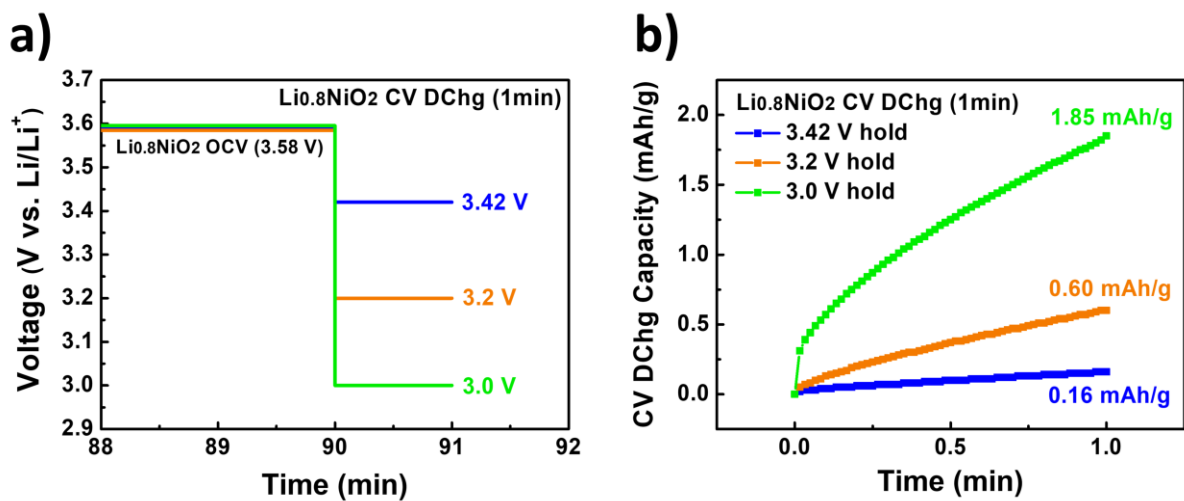 a)
Voltage (V vs. Li/Li+)
3.7
3.6
3.5
3.4
3.3
3.2
3.1
3.0
2.9
Li0.8NiO2 CV DChg (1min)
Li0.8NiO2 OCV (3.58 V)
3.42 V
3.2 V
3.0 V
88 89 90 91 92
Time (min)
b)
CV DChg Capacity (mAh/g)
2.0
1.5
1.0
0.5
0.0
Li0.8NiO2 CV DChg (1min)
3.42 V hold
3.2 V hold
3.0 V hold
1.85 mAh/g
0.60 mAh/g
0.16 mAh/g
0.0 0.5 1.0
Time (min)